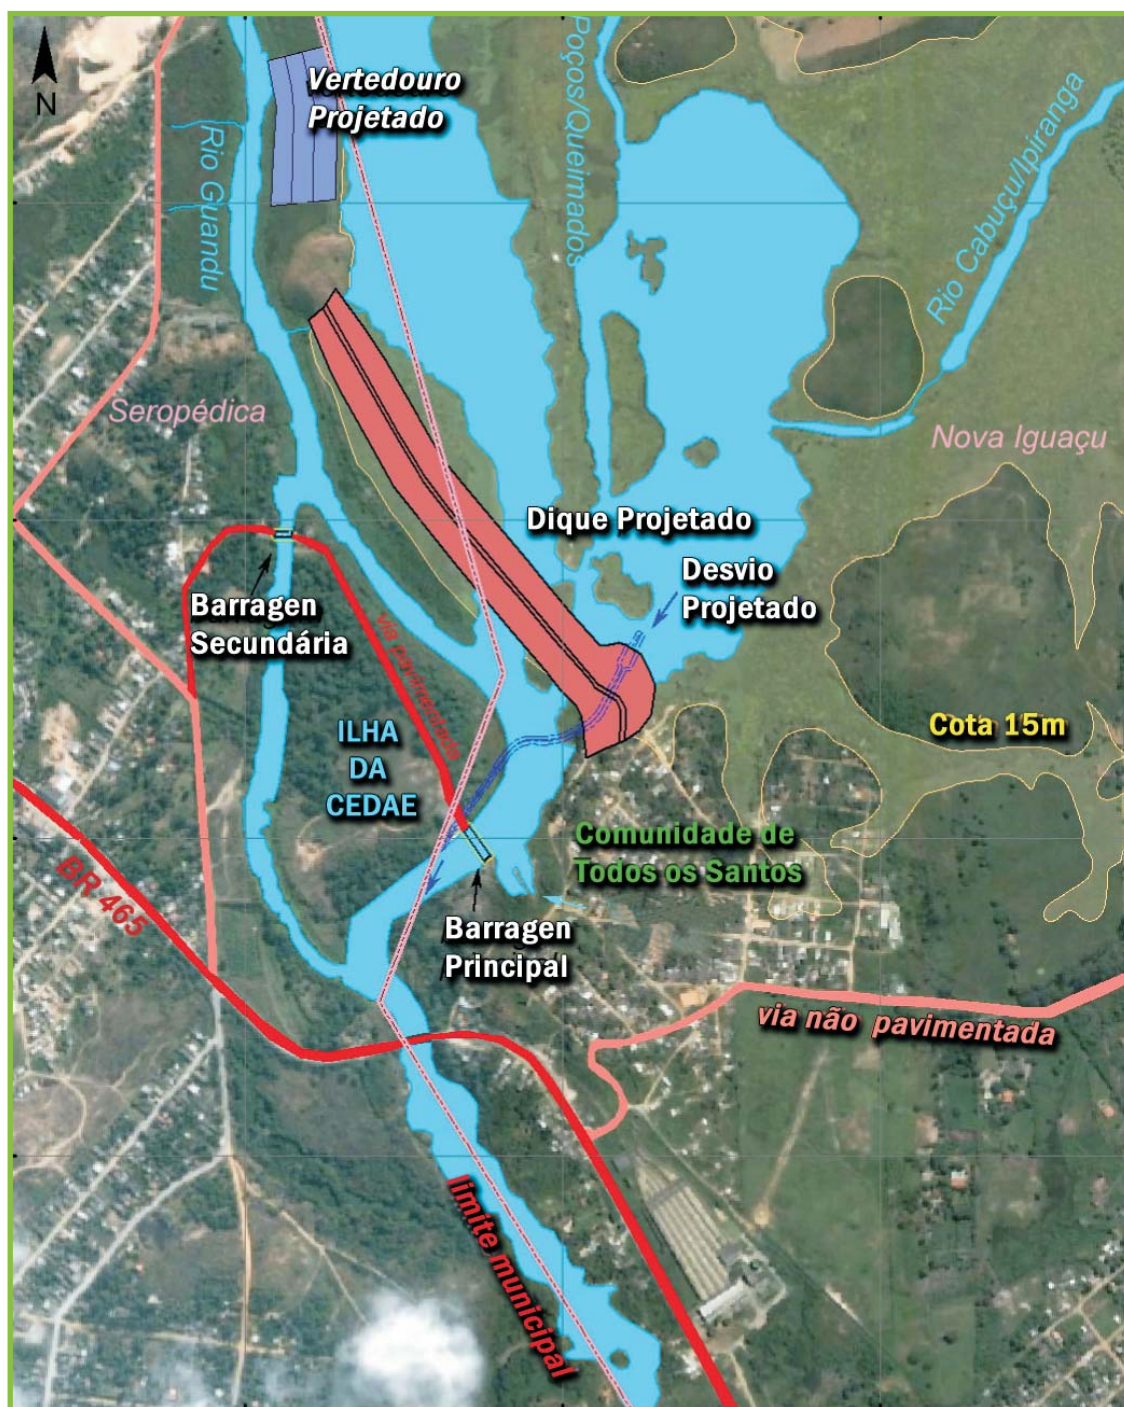 N
Vertedouro
Projetado
Rio Guandu
Poços/Queimados
Rio Cabuçu/Ipiranga
Seropédica
Nova Iguaçu
Dique Projetado
Desvio
Projetado
Barragen
Secundária
via pavimentada
ILHA
DA
CEDAE
Cota 15m
Comunidade de
Todos os Santos
BR 465
Barragen
Principal
via não pavimentada
limite municipal